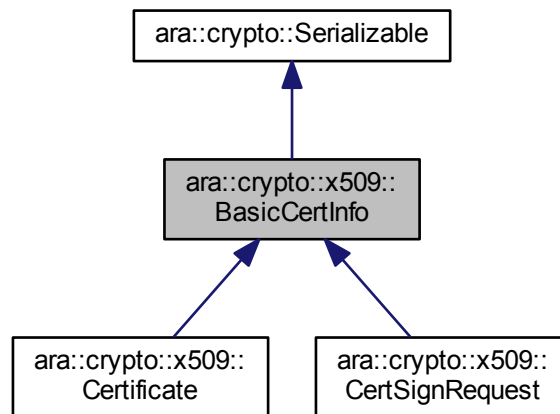 ara::crypto::Serializable
ara::crypto::x509::
BasicCertInfo
ara::crypto::x509::
Certificate
ara::crypto::x509::
CertSignRequest